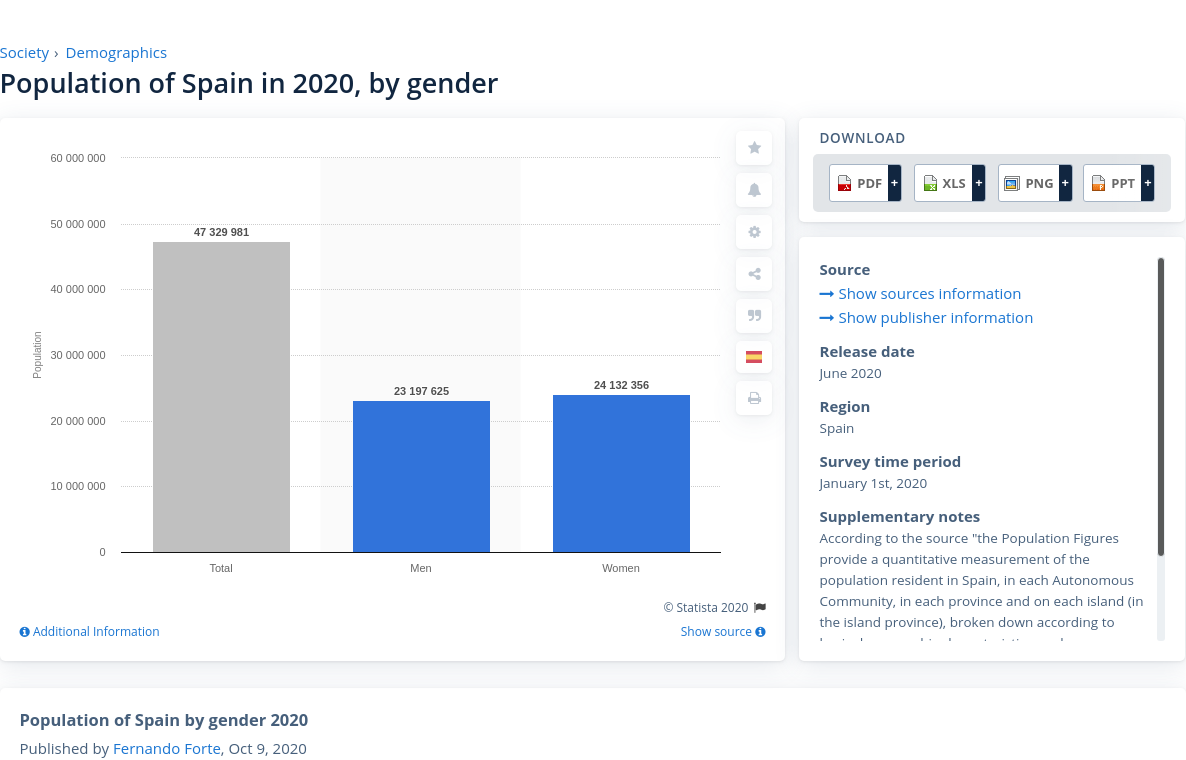 Society › Demographics
Population of Spain in 2020, by gender
60 000 000
50 000 000
40 000 000
30 000 000
20 000 000
10 000 000
0
Population
47 329 981
23 197 625
24 132 356
Total Men Women
© Statista 2020
Additional Information
Show source
DOWNLOAD
PDF + XLS + PNG + PPT +
Source
Show sources information
Show publisher information
Release date
June 2020
Region
Spain
Survey time period
January 1st, 2020
Supplementary notes
According to the source "the Population Figures
provide a quantitative measurement of the
population resident in Spain, in each Autonomous
Community, in each province and on each island (in
the island province), broken down according to
Population of Spain by gender 2020
Published by Fernando Forte, Oct 9, 2020